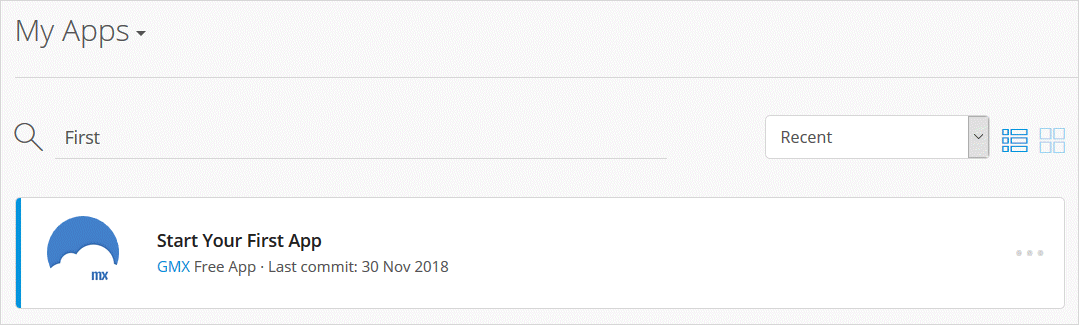 My Apps
First
Recent
Start Your First App
mx
GMX Free App · Last commit: 30 Nov 2018